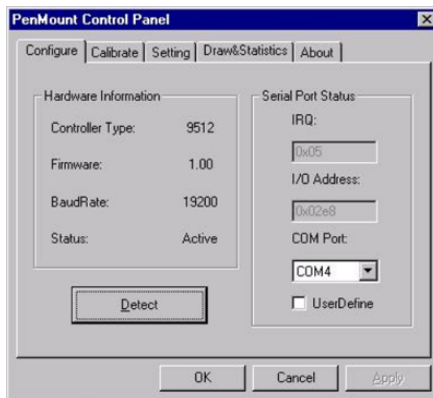 PenMount Control Panel
Configure Calibrate Setting Draw&Statistics About
Hardware Information
Controller Type: 9512
Firmware: 1.00
BaudRate: 19200
Status: Active
Detect
Serial Port Status
IRQ:
0x05
I/O Address:
0x02e8
COM Port:
COM4
UserDefine
OK Cancel Apply